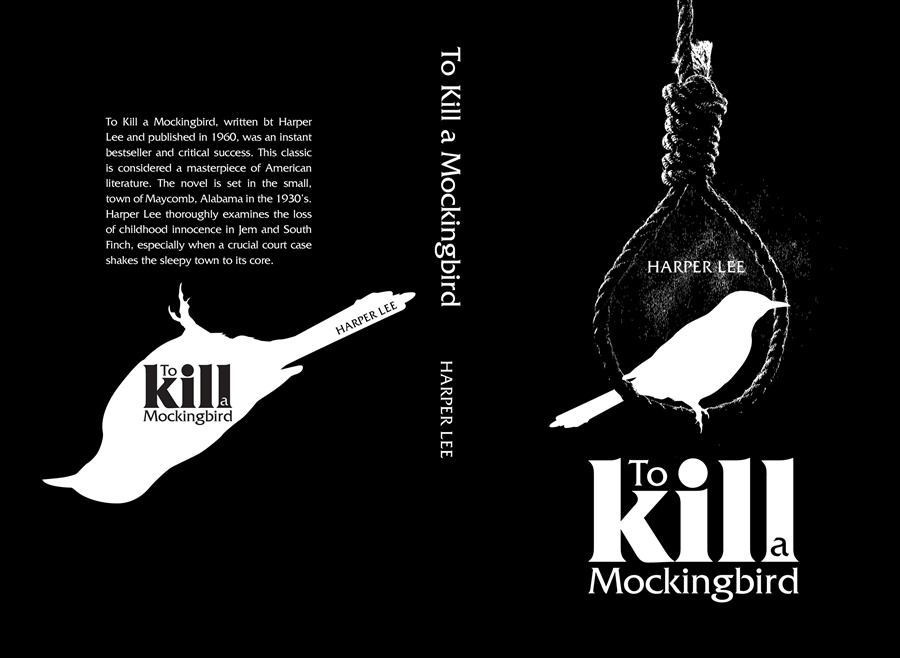 To Kill a Mockingbird, written bt Harper
Lee and published in 1960, was an instant
bestseller and critical success. This classic
is considered a masterpiece of American
literature. The novel is set in the small,
town of Maycomb, Alabama in the 1930's.
Harper Lee thoroughly examines the loss
of childhood innocence in Jem and South
Finch, especially when a crucial court case
shakes the sleepy town to its core.
HARPER LEE
To
kill
a
Mockingbird
To Kill a Mockingbird
HARPER LEE
HARPER LEE
To
kill
a
Mockingbird